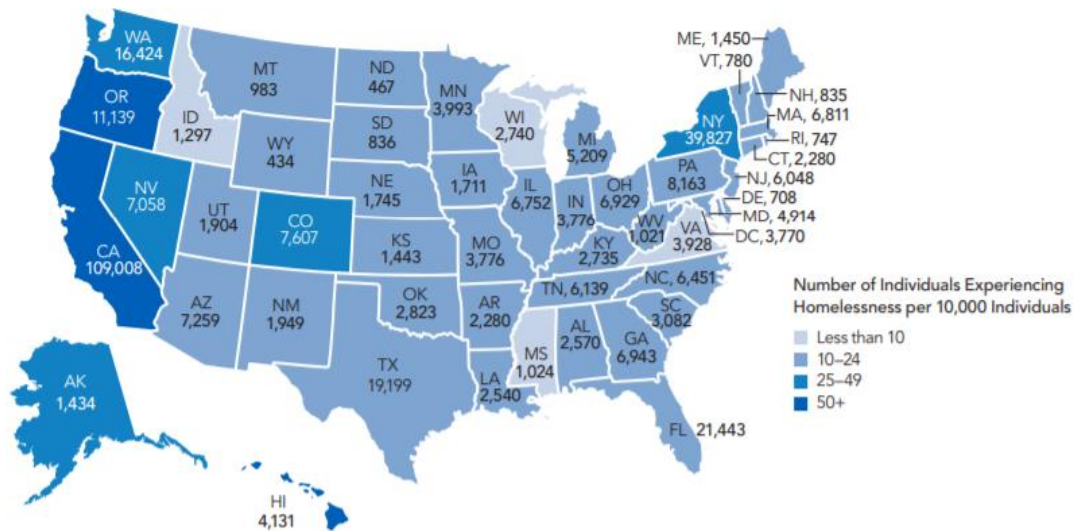 WA
16,424
OR
11,139
CA
109,008
NV
7,058
ID
1,297
MT
983
WY
434
UT
1,904
CO
7,607
AZ
7,259
NM
1,949
ND
467
SD
836
NE
1,745
KS
1,443
OK
2,823
TX
19,199
MN
3,993
IA
1,711
MO
3,776
AR
2,280
LA
2,540
WI
2,740
IL
6,752
MI
5,209
IN
3,776
OH
6,929
KY
2,735
TN, 6,139
MS
1,024
AL
2,570
GA
6,943
FL 21,443
SC
3,082
NC, 6,451
VA
3,928
WV
1,021
PA
8,163
NY
39,827
ME, 1,450
VT, 780
NH, 835
MA, 6,811
RI, 747
CT, 2,280
NJ, 6,048
DE, 708
MD, 4,914
DC, 3,770
AK
1,434
HI
4,131
Number of Individuals Experiencing
Homelessness per 10,000 Individuals
Less than 10
10–24
25–49
50+